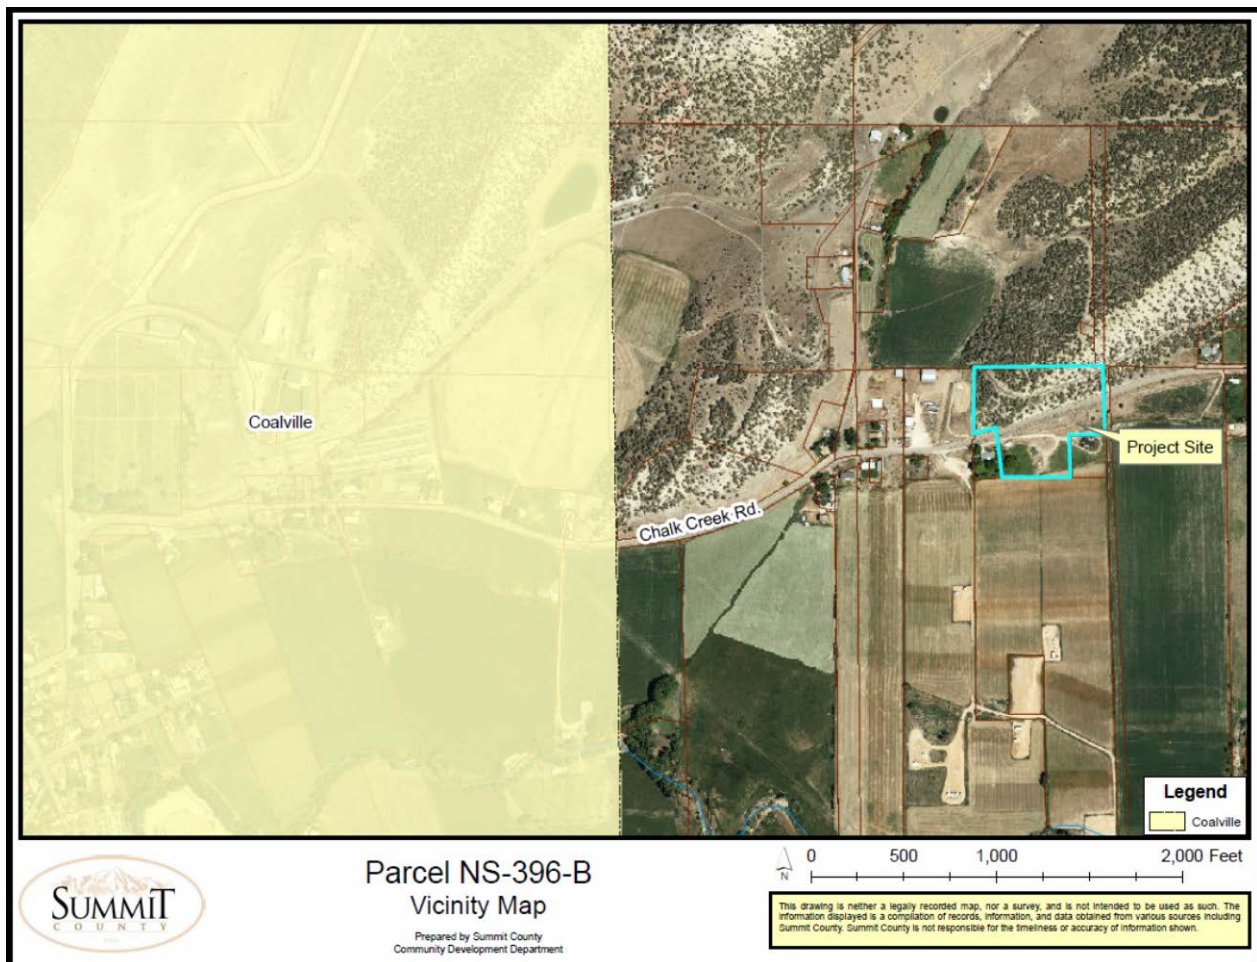 Coalville
Project Site
Chalk Creek Rd.
Legend
Coalville
SUMMIT
COUNTY
Parcel NS-396-B
Vicinity Map
Prepared by Summit County
Community Development Department
N
0 500 1,000 2,000 Feet
This drawing is neither a legally recorded map, nor a survey, and is not intended to be used as such. The
information displayed is a compilation of records, information, and data obtained from various sources including
Summit County. Summit County is not responsible for the timeliness or accuracy of information shown.